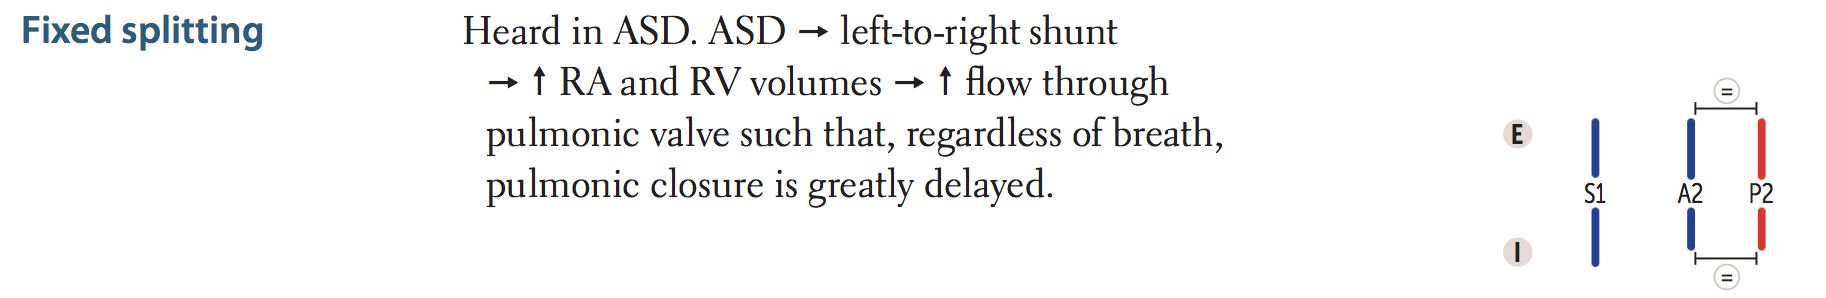 Fixed splitting
Heard in ASD. ASD → left-to-right shunt
→ ↑ RA and RV volumes → ↑ flow through
pulmonic valve such that, regardless of breath,
pulmonic closure is greatly delayed.
=
E
S1 A2 P2
I
=